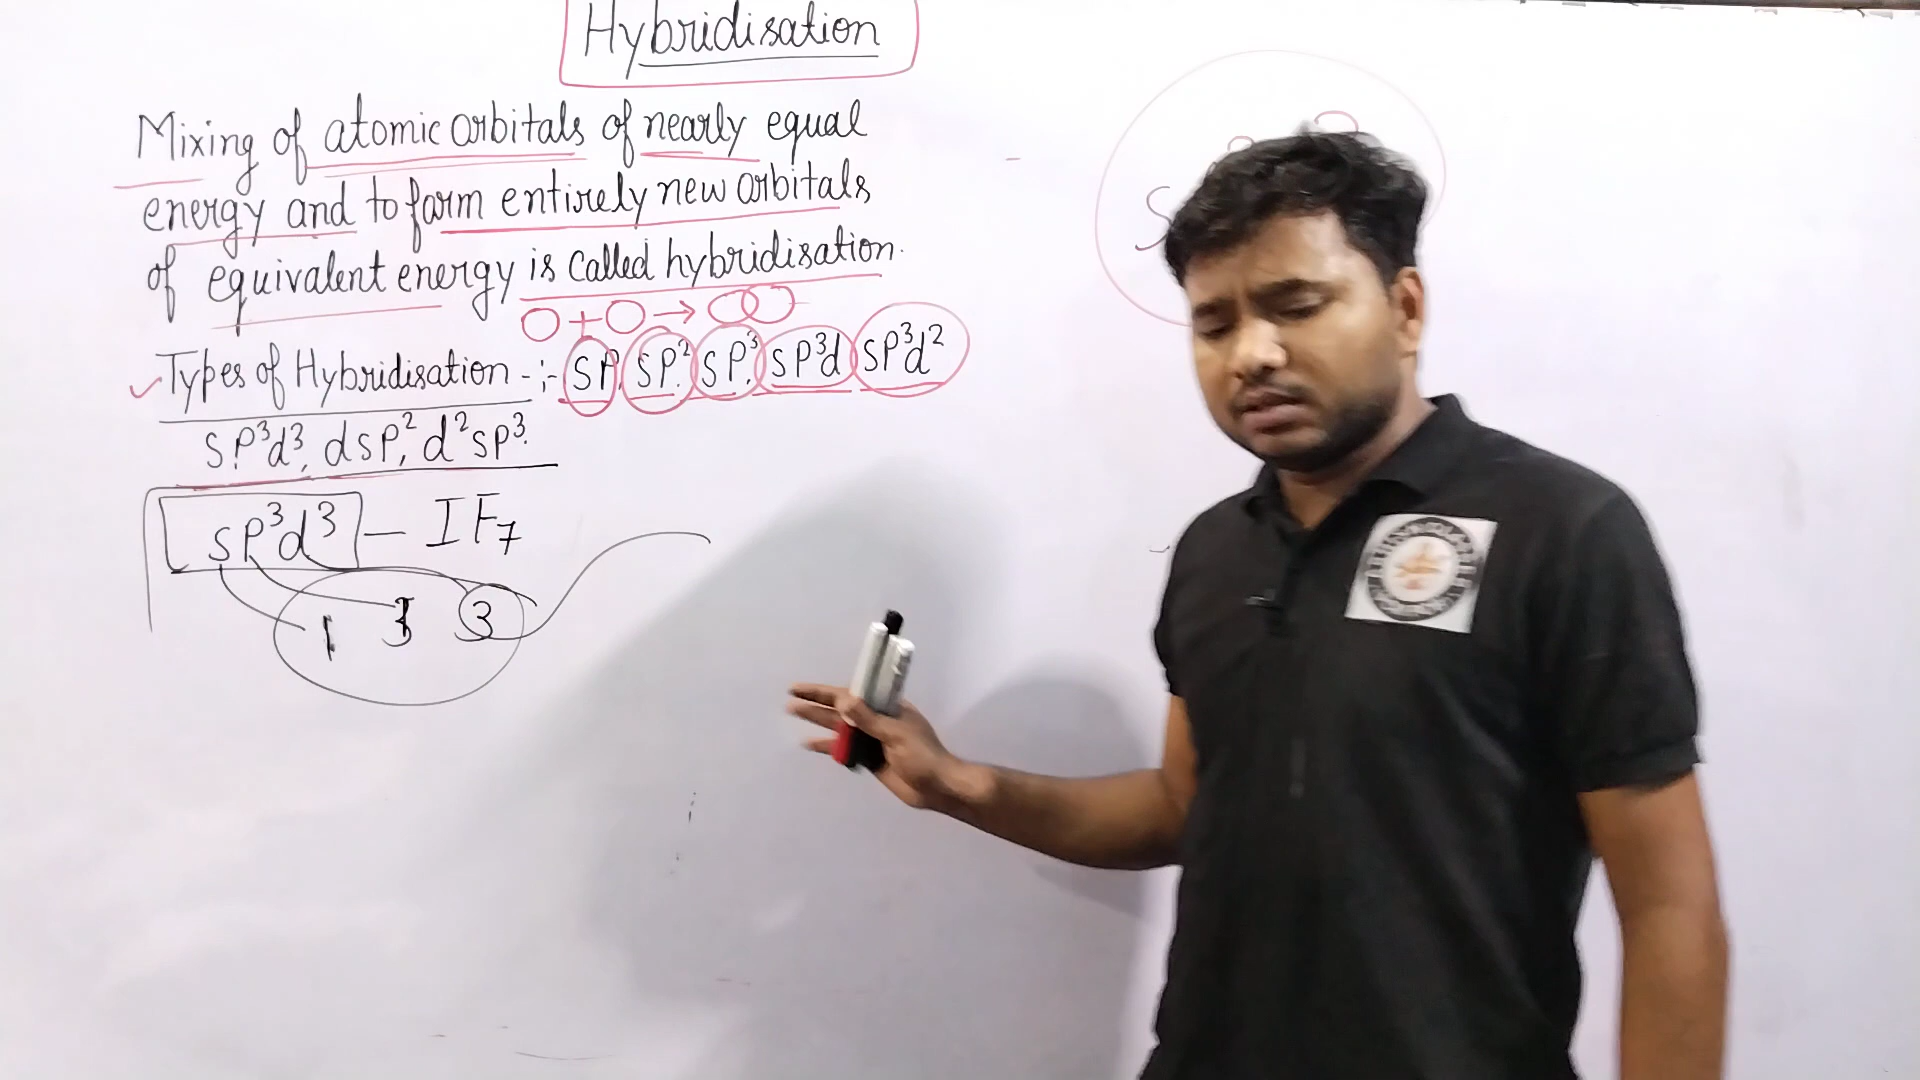 Hybridisation
Mixing of atomic orbitals of nearly equal
energy and to form entirely new orbitals
of equivalent energy is called hybridisation.
O + O →
Types of Hybridisation -:- SP, SP², SP³, SP³d SP³d²
SP³d³, dsP², d²sP³.
SP³d³ — IF₇
1 3 3
S